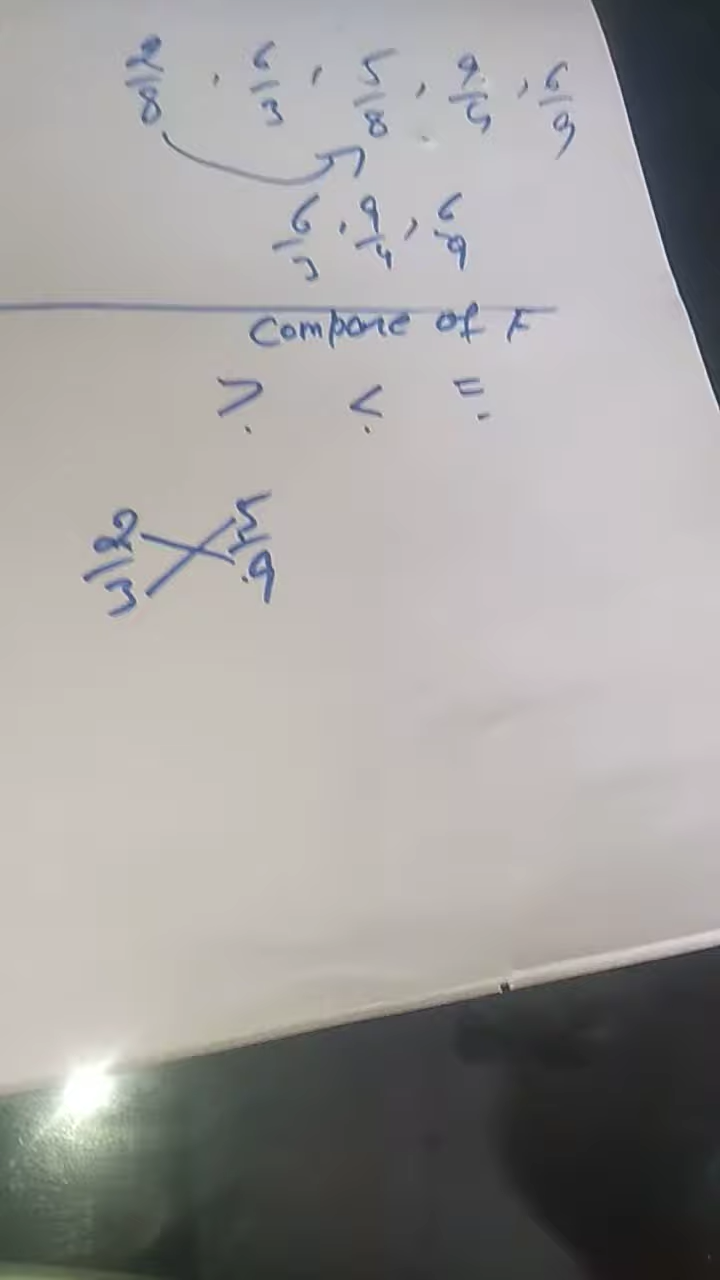 2/8 , 6/3 , 5/8 , 9/4 , 6/9
6/3 , 9/4 , 6/9
Compare of F
> < =
2/3 5/9